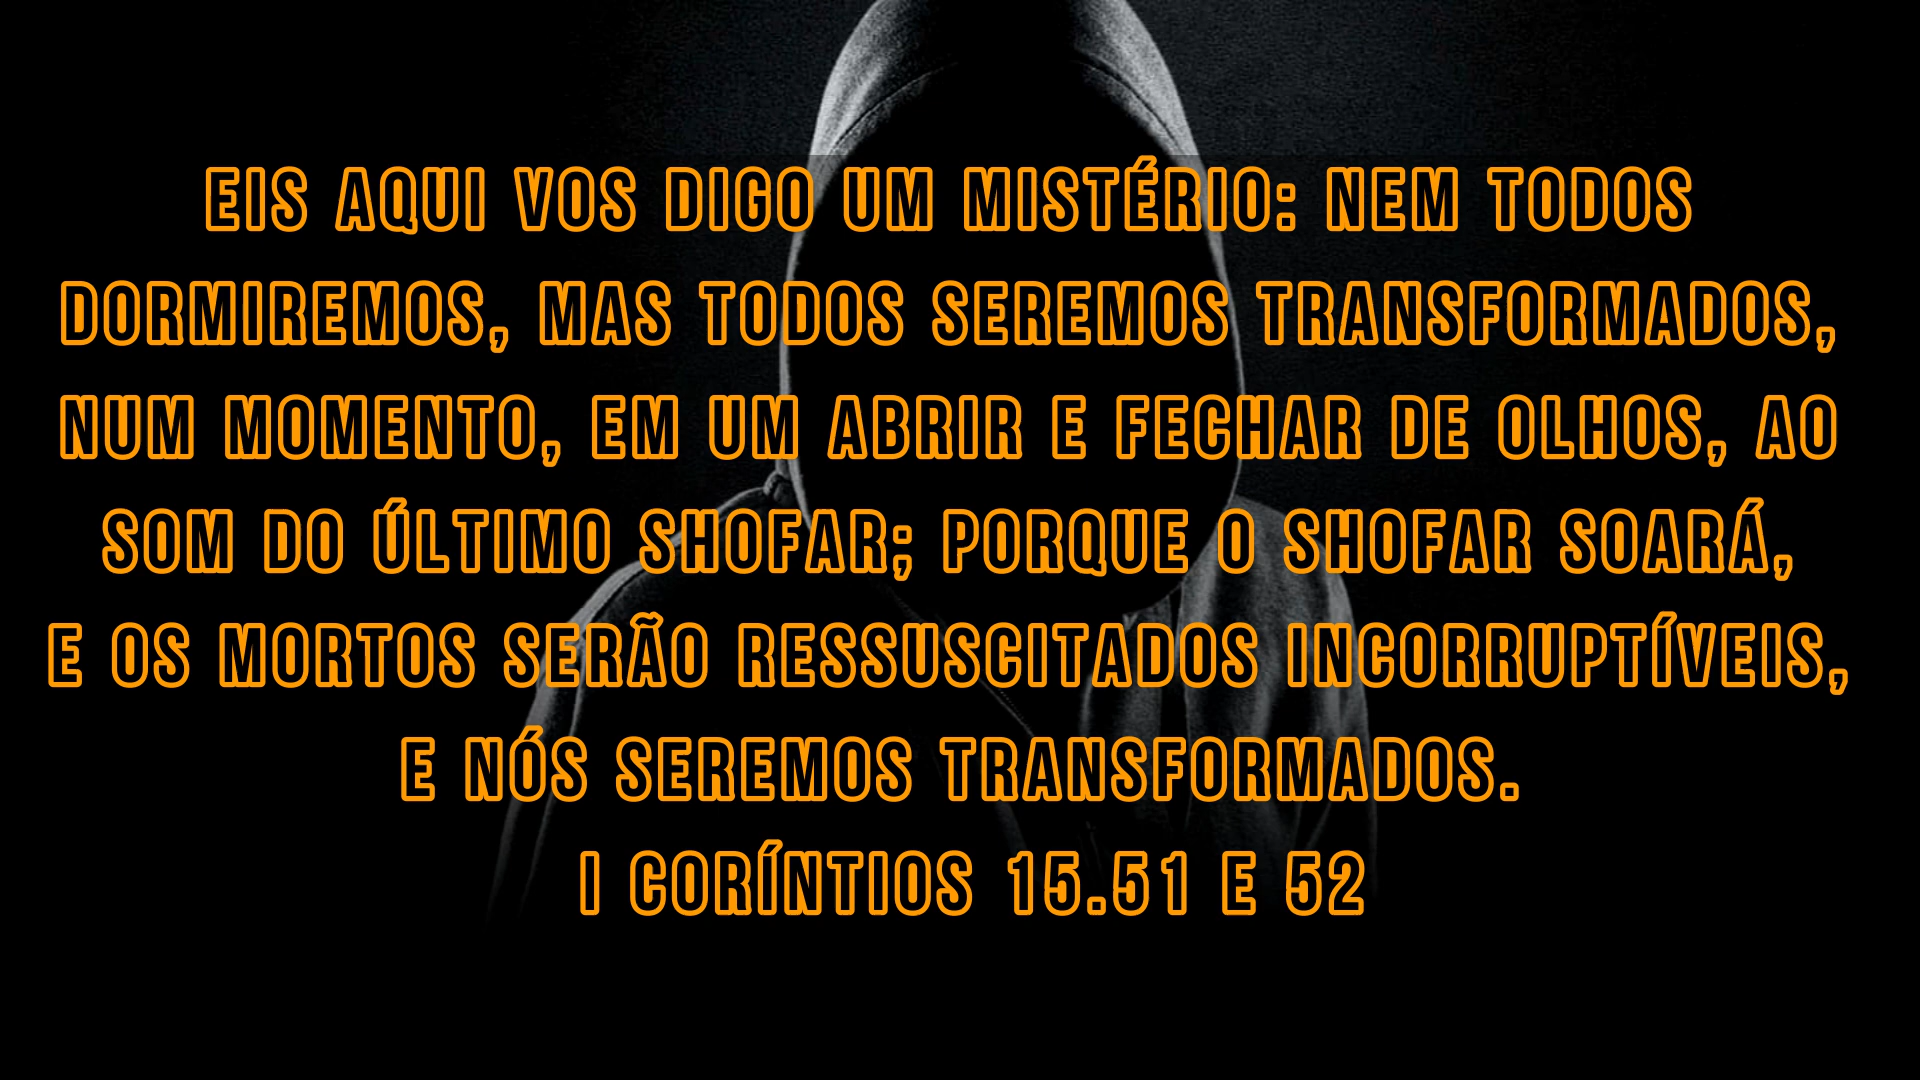 EIS AQUI VOS DIGO UM MISTÉRIO: NEM TODOS
DORMIREMOS, MAS TODOS SEREMOS TRANSFORMADOS,
NUM MOMENTO, EM UM ABRIR E FECHAR DE OLHOS, AO
SOM DO ÚLTIMO SHOFAR; PORQUE O SHOFAR SOARÁ,
E OS MORTOS SERÃO RESSUSCITADOS INCORRUPTÍVEIS,
E NÓS SEREMOS TRANSFORMADOS.
I CORÍNTIOS 15.51 E 52